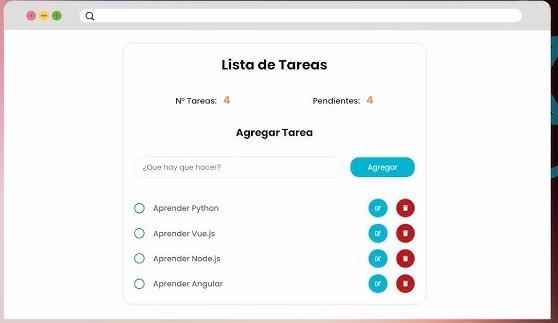 Lista de Tareas
Nº Tareas: 4 Pendientes: 4
Agregar Tarea
¿Que hay que hacer? Agregar
Aprender Python
Aprender Vue.js
Aprender Node.js
Aprender Angular